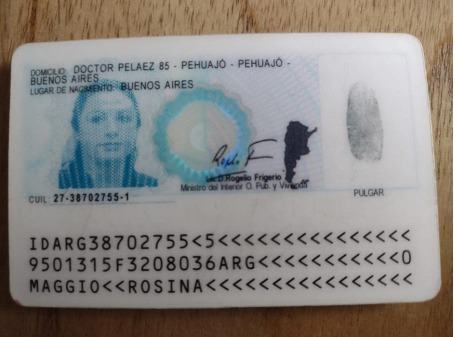 DOMICILIO: DOCTOR PELAEZ 85 - PEHUAJÓ - PEHUAJÓ -
BUENOS AIRES
LUGAR DE NACIMIENTO: BUENOS AIRES
Lic. D. Rogelio Frigerio
Ministro del Interior O. Pub. y Vivienda
PULGAR
CUIL: 27-38702755-1
IDARG38702755<5<<<<<<<<<<<<<<<
9501315F3208036ARG<<<<<<<<<<<0
MAGGIO<<ROSINA<<<<<<<<<<<<<<<<